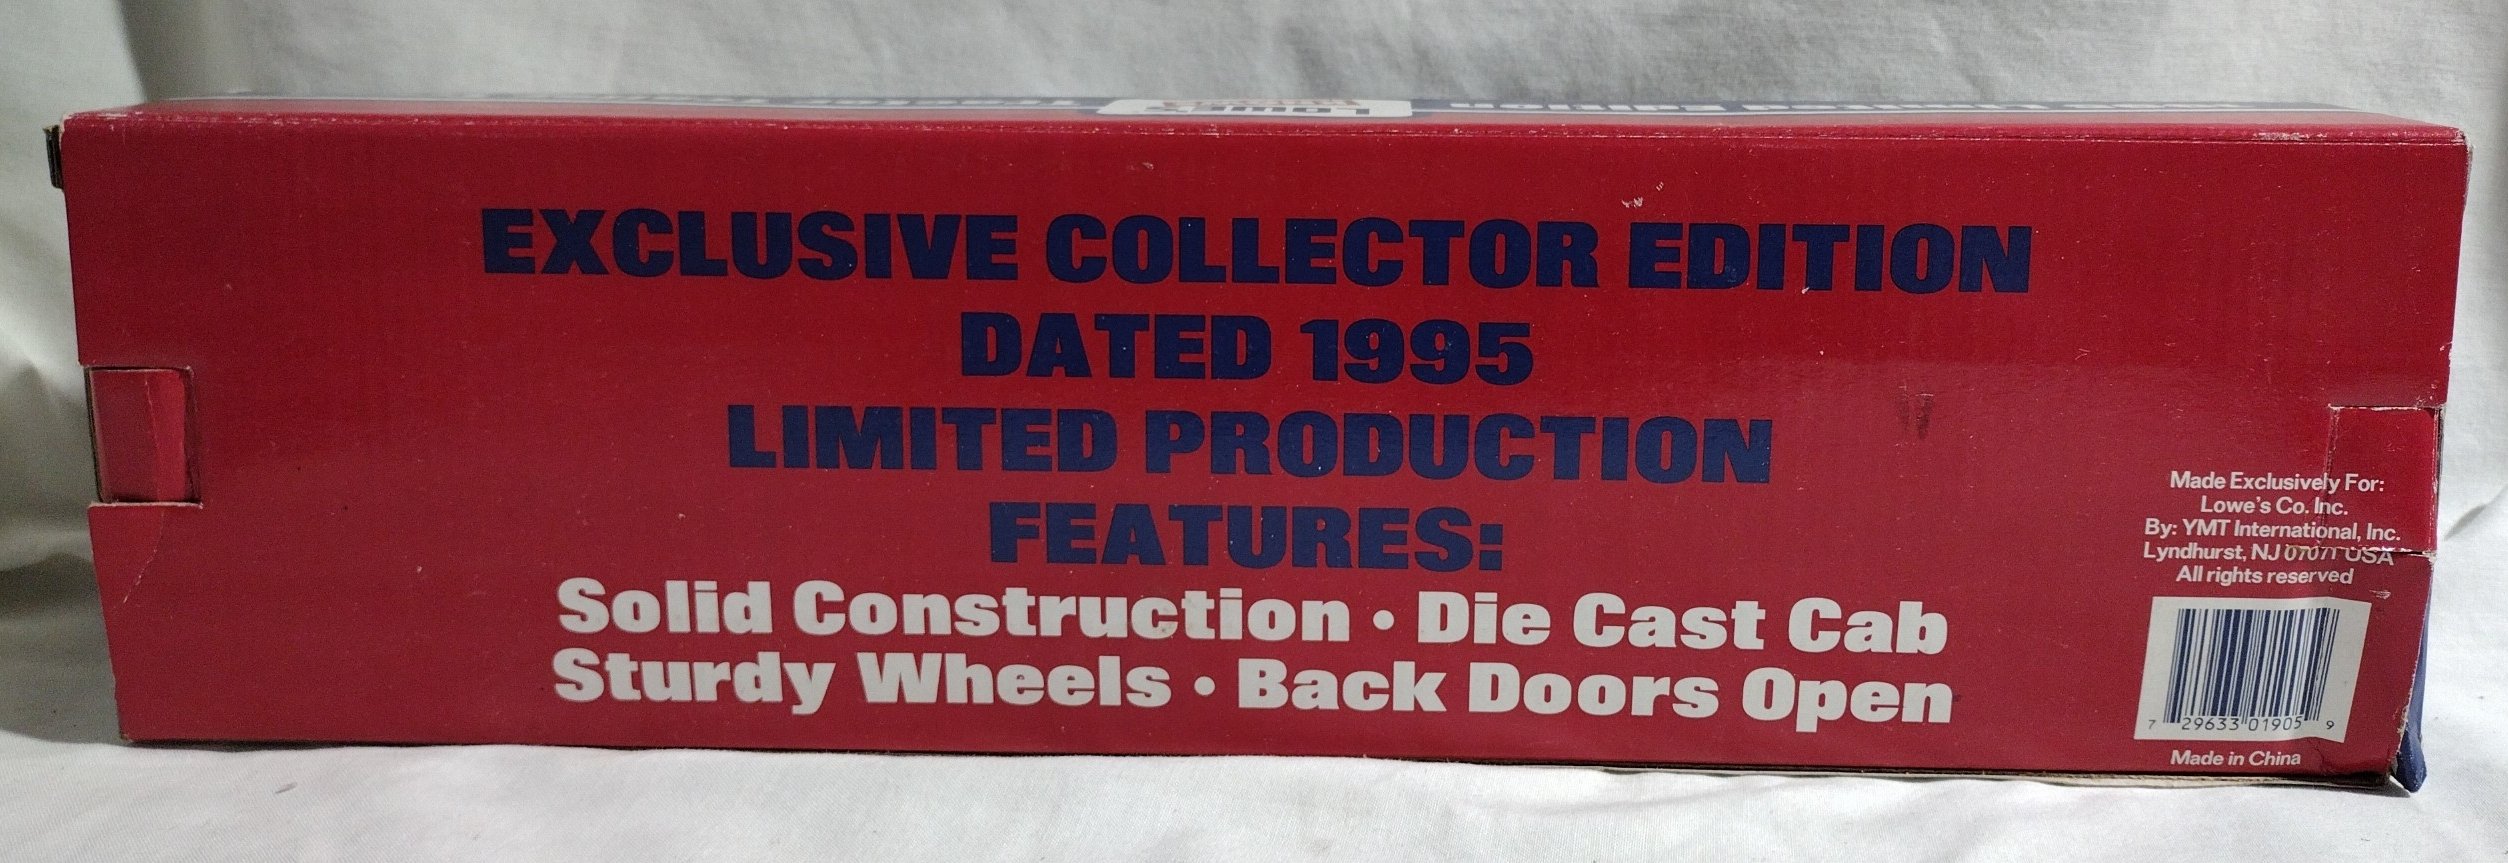 EXCLUSIVE COLLECTOR EDITION
DATED 1995
LIMITED PRODUCTION
FEATURES:
Solid Construction • Die Cast Cab
Sturdy Wheels • Back Doors Open
Made Exclusively For:
Lowe's Co. Inc.
By: YMT International, Inc.
Lyndhurst, NJ 07071 USA
All rights reserved
7 29633 01905 9
Made in China